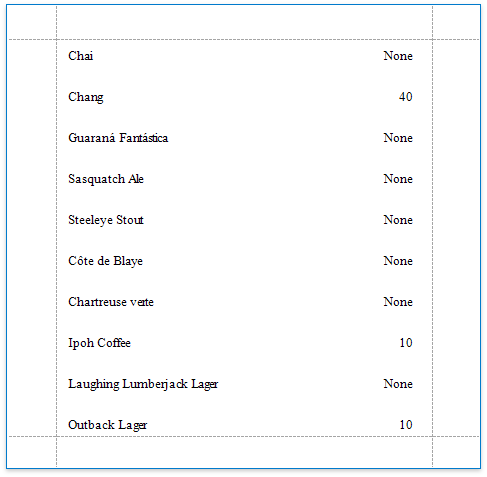 Chai None
Chang 40
Guaraná Fantástica None
Sasquatch Ale None
Steeleye Stout None
Côte de Blaye None
Chartreuse verte None
Ipoh Coffee 10
Laughing Lumberjack Lager None
Outback Lager 10